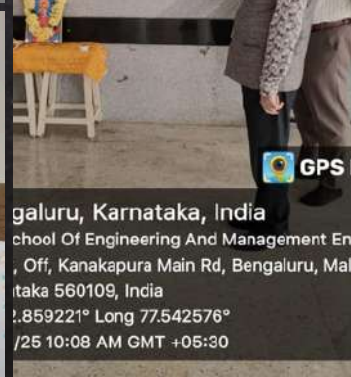 GPS
galuru, Karnataka, India
chool Of Engineering And Management En
, Off, Kanakapura Main Rd, Bengaluru, Mal
taka 560109, India
2.859221° Long 77.542576°
/25 10:08 AM GMT +05:30